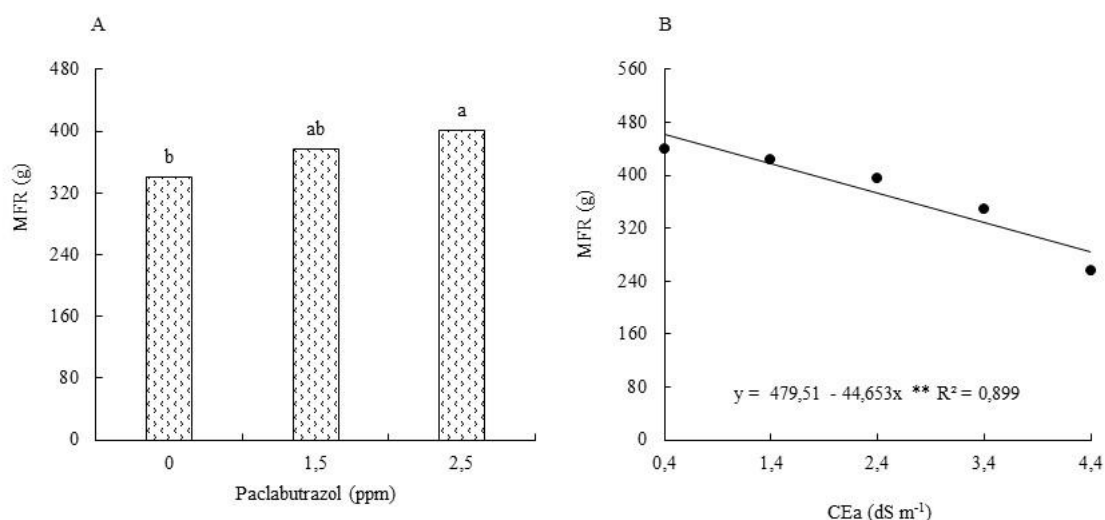 A
MFR (g)
480
400
320
240
160
80
0
b
ab
a
0 1,5 2,5
Paclabutrazol (ppm)
B
MFR (g)
560
480
400
320
240
160
80
0
y = 479,51 - 44,653x ** R² = 0,899
0,4 1,4 2,4 3,4 4,4
CEa (dS m⁻¹)